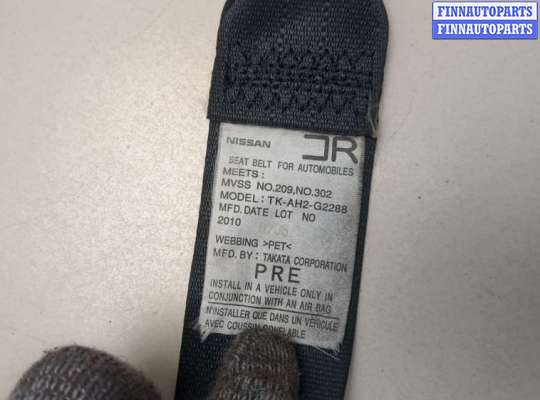 FINNAUTOPARTS
FINNAUTOPARTS
NISSAN JR
SEAT BELT FOR AUTOMOBILES
MEETS :
MVSS NO.209,NO.302
MODEL: TK-AH2-G2288
MFD.DATE LOT NO
2010
WEBBING >PET<
MFD. BY : TAKATA CORPORATION
PRE
INSTALL IN A VEHICLE ONLY IN
CONJUNCTION WITH AN AIR BAG
N'INSTALLER QUE DANS UN VÉHICULE
AVEC COUSSIN GONFLABLE